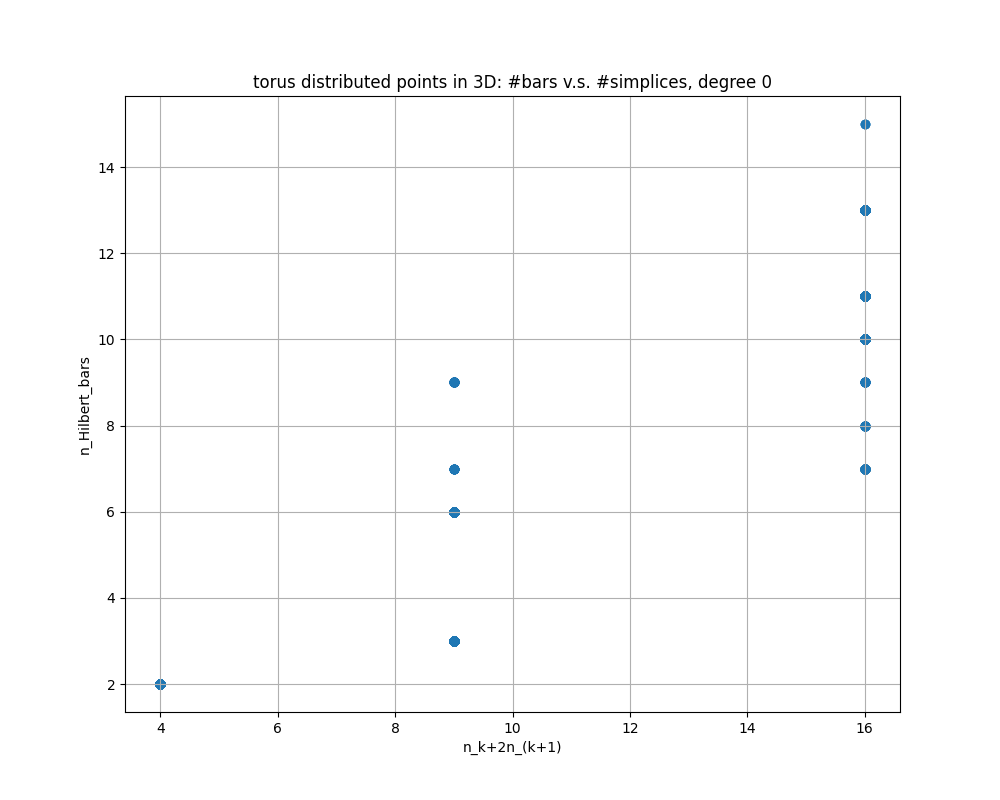 torus distributed points in 3D: #bars v.s. #simplices, degree 0
14
12
10
8
6
4
2
n_Hilbert_bars
4 6 8 10 12 14 16
n_k+2n_(k+1)